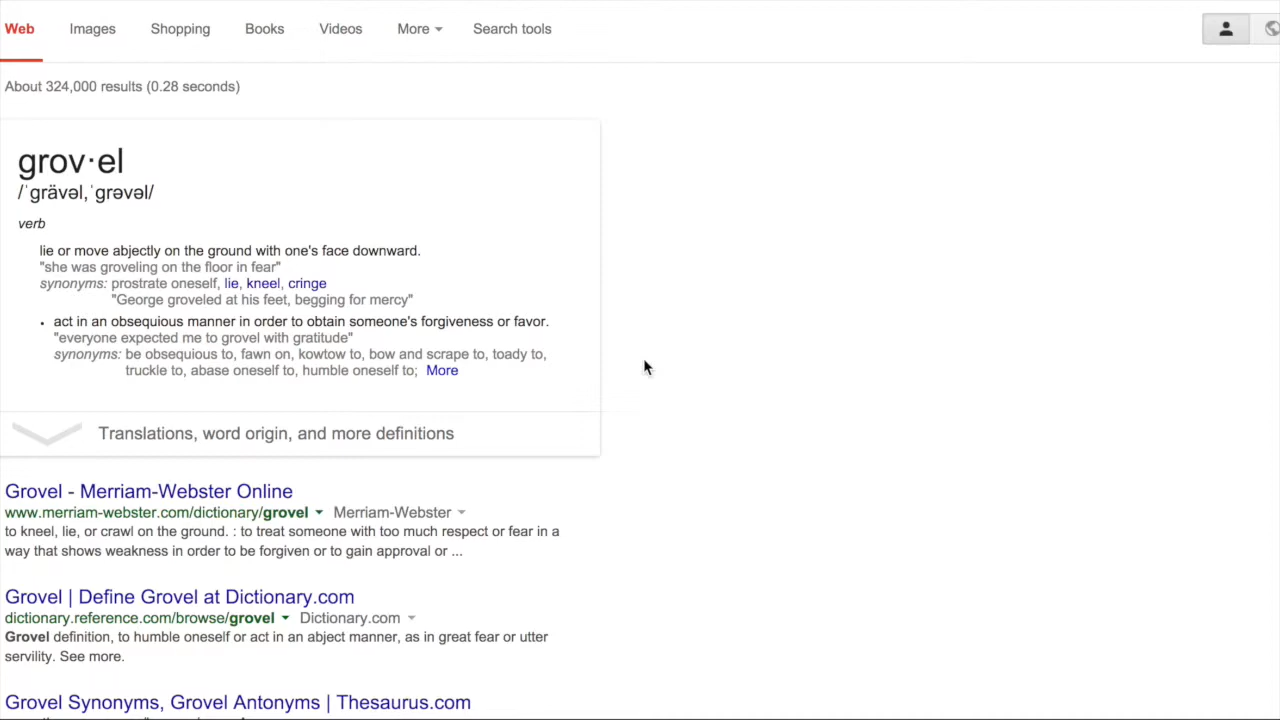 Web Images Shopping Books Videos More Search tools
About 324,000 results (0.28 seconds)
grov·el
/ˈgrävəl,ˈgrəvəl/
verb
lie or move abjectly on the ground with one's face downward.
"she was groveling on the floor in fear"
synonyms: prostrate oneself, lie, kneel, cringe
"George groveled at his feet, begging for mercy"
• act in an obsequious manner in order to obtain someone's forgiveness or favor.
"everyone expected me to grovel with gratitude"
synonyms: be obsequious to, fawn on, kowtow to, bow and scrape to, toady to,
truckle to, abase oneself to, humble oneself to; More
Translations, word origin, and more definitions
Grovel - Merriam-Webster Online
www.merriam-webster.com/dictionary/grovel Merriam-Webster
to kneel, lie, or crawl on the ground. : to treat someone with too much respect or fear in a
way that shows weakness in order to be forgiven or to gain approval or ...
Grovel | Define Grovel at Dictionary.com
dictionary.reference.com/browse/grovel Dictionary.com
Grovel definition, to humble oneself or act in an abject manner, as in great fear or utter
servility. See more.
Grovel Synonyms, Grovel Antonyms | Thesaurus.com